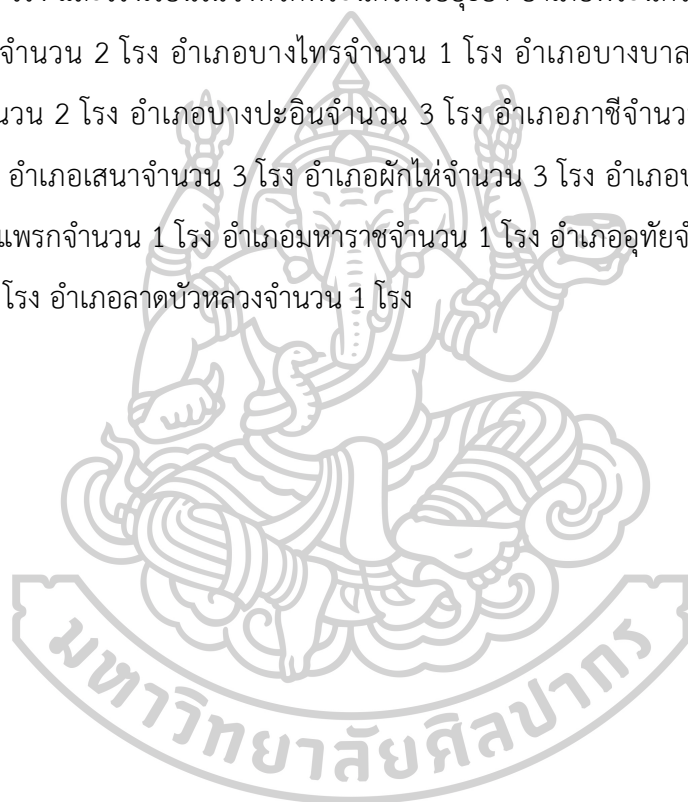 จำนวน 2 โรง อำเภอบางไทรจำนวน 1 โรง อำเภอบางบาล
2 โรง อำเภอบางปะอินจำนวน 3 โรง อำเภอภาชีจำนว
อำเภอเสนาจำนวน 3 โรง อำเภอผักไห่จำนวน 3 โรง อำเภอ
แพรกจำนวน 1 โรง อำเภอมหาราชจำนวน 1 โรง อำเภออุทัยจ
โรง อำเภอลาดบัวหลวงจำนวน 1 โรง
มหาวิทยาลัยศิลปากร